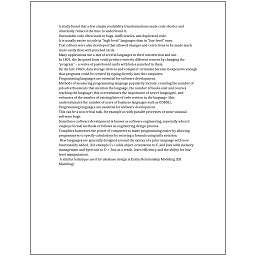 A study found that a few simple readability transformations made code shorter and
drastically reduced the time to understand it.
Unreadable code often leads to bugs, inefficiencies, and duplicated code.
It is usually easier to code in "high-level" languages than in "low-level" ones.
Text editors were also developed that allowed changes and corrections to be made much
more easily than with punched cards.
Many applications use a mix of several languages in their construction and use.
In 1801, the Jacquard loom could produce entirely different weaves by changing the
"program" – a series of pasteboard cards with holes punched in them.
By the late 1960s, data storage devices and computer terminals became inexpensive enough
that programs could be created by typing directly into the computers.
Programming languages are essential for software development.
Methods of measuring programming language popularity include: counting the number of
job advertisements that mention the language, the number of books sold and courses
teaching the language (this overestimates the importance of newer languages), and
estimates of the number of existing lines of code written in the language (this
underestimates the number of users of business languages such as COBOL).
Programming languages are essential for software development.
This can be a non-trivial task, for example as with parallel processes or some unusual
software bugs.
Sometimes software development is known as software engineering, especially when it
employs formal methods or follows an engineering design process.
Compilers harnessed the power of computers to make programming easier by allowing
programmers to specify calculations by entering a formula using infix notation.
New languages are generally designed around the syntax of a prior language with new
functionality added, (for example C++ adds object-orientation to C, and Java adds memory
management and bytecode to C++, but as a result, loses efficiency and the ability for low-
level manipulation).
A similar technique used for database design is Entity-Relationship Modeling (ER
Modeling).